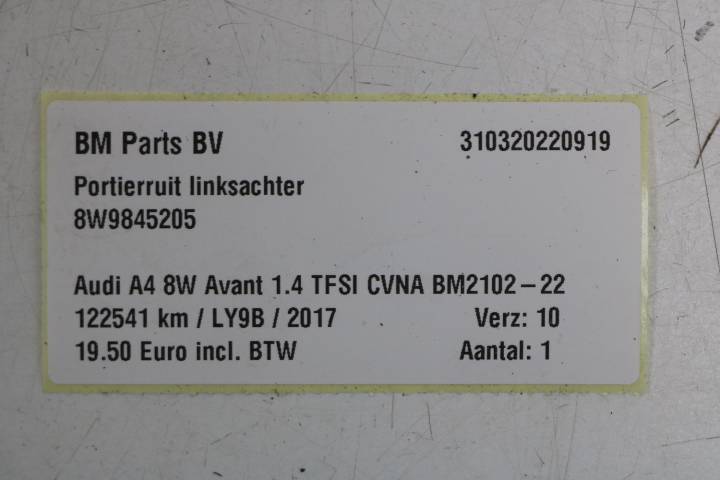 BM Parts BV 310320220919
Portierruit linksachter
8W9845205
Audi A4 8W Avant 1.4 TFSI CVNA BM2102-22
122541 km / LY9B / 2017 Verz: 10
19.50 Euro incl. BTW Aantal: 1